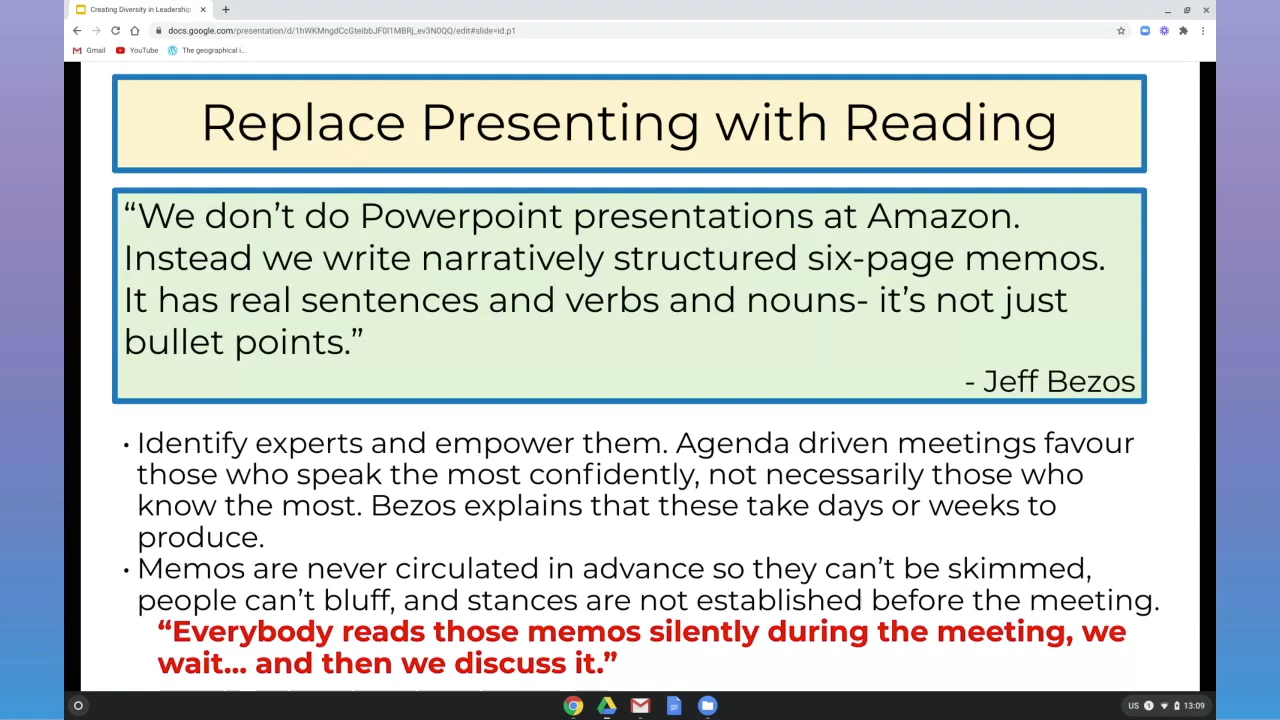 Creating Diversity in Leadership
docs.google.com/presentation/d/1hWKMngdCcGtelbbJF0l1MBRj_ev3N0QQ/edit#slide=id.p1
Gmail YouTube The geographical i...
Replace Presenting with Reading
“We don’t do Powerpoint presentations at Amazon.
Instead we write narratively structured six-page memos.
It has real sentences and verbs and nouns- it’s not just
bullet points.”
- Jeff Bezos
• Identify experts and empower them. Agenda driven meetings favour
those who speak the most confidently, not necessarily those who
know the most. Bezos explains that these take days or weeks to
produce.
• Memos are never circulated in advance so they can’t be skimmed,
people can’t bluff, and stances are not established before the meeting.
“Everybody reads those memos silently during the meeting, we
wait... and then we discuss it.”
US 1 13:09